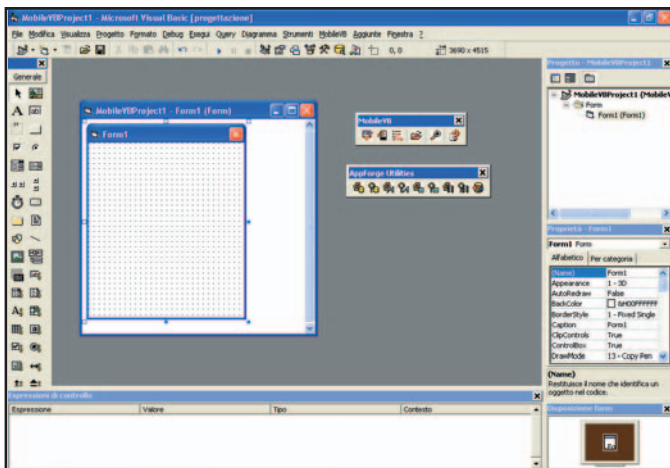 MobileVBProject1 - Microsoft Visual Basic [progettazione]
File Modifica Visualizza Progetto Formato Debug Esegui Query Diagramma Strumenti MobileVB Aggiunte Finestra ?
0, 0 3690 x 4515
Generale
MobileVBProject1 - Form1 (Form)
Form1
MobileVB
AppForge Utilities
Progetto - MobileVBProject1
MobileVBProject1 (MobileV
Form
Form1 (Form1)
Proprietà - Form1
Form1 Form
Alfabetico Per categoria
(Name) Form1
Appearance 1 - 3D
AutoRedraw False
BackColor &H00FFFFFF
BorderStyle 1 - Fixed Single
Caption Form1
ClipControls True
ControlBox True
DrawMode 13 - Copy Pen
(Name)
Restituisce il nome che identifica un
oggetto nel codice.
Espressioni di controllo
Espressione Valore Tipo Contesto
Disposizione form